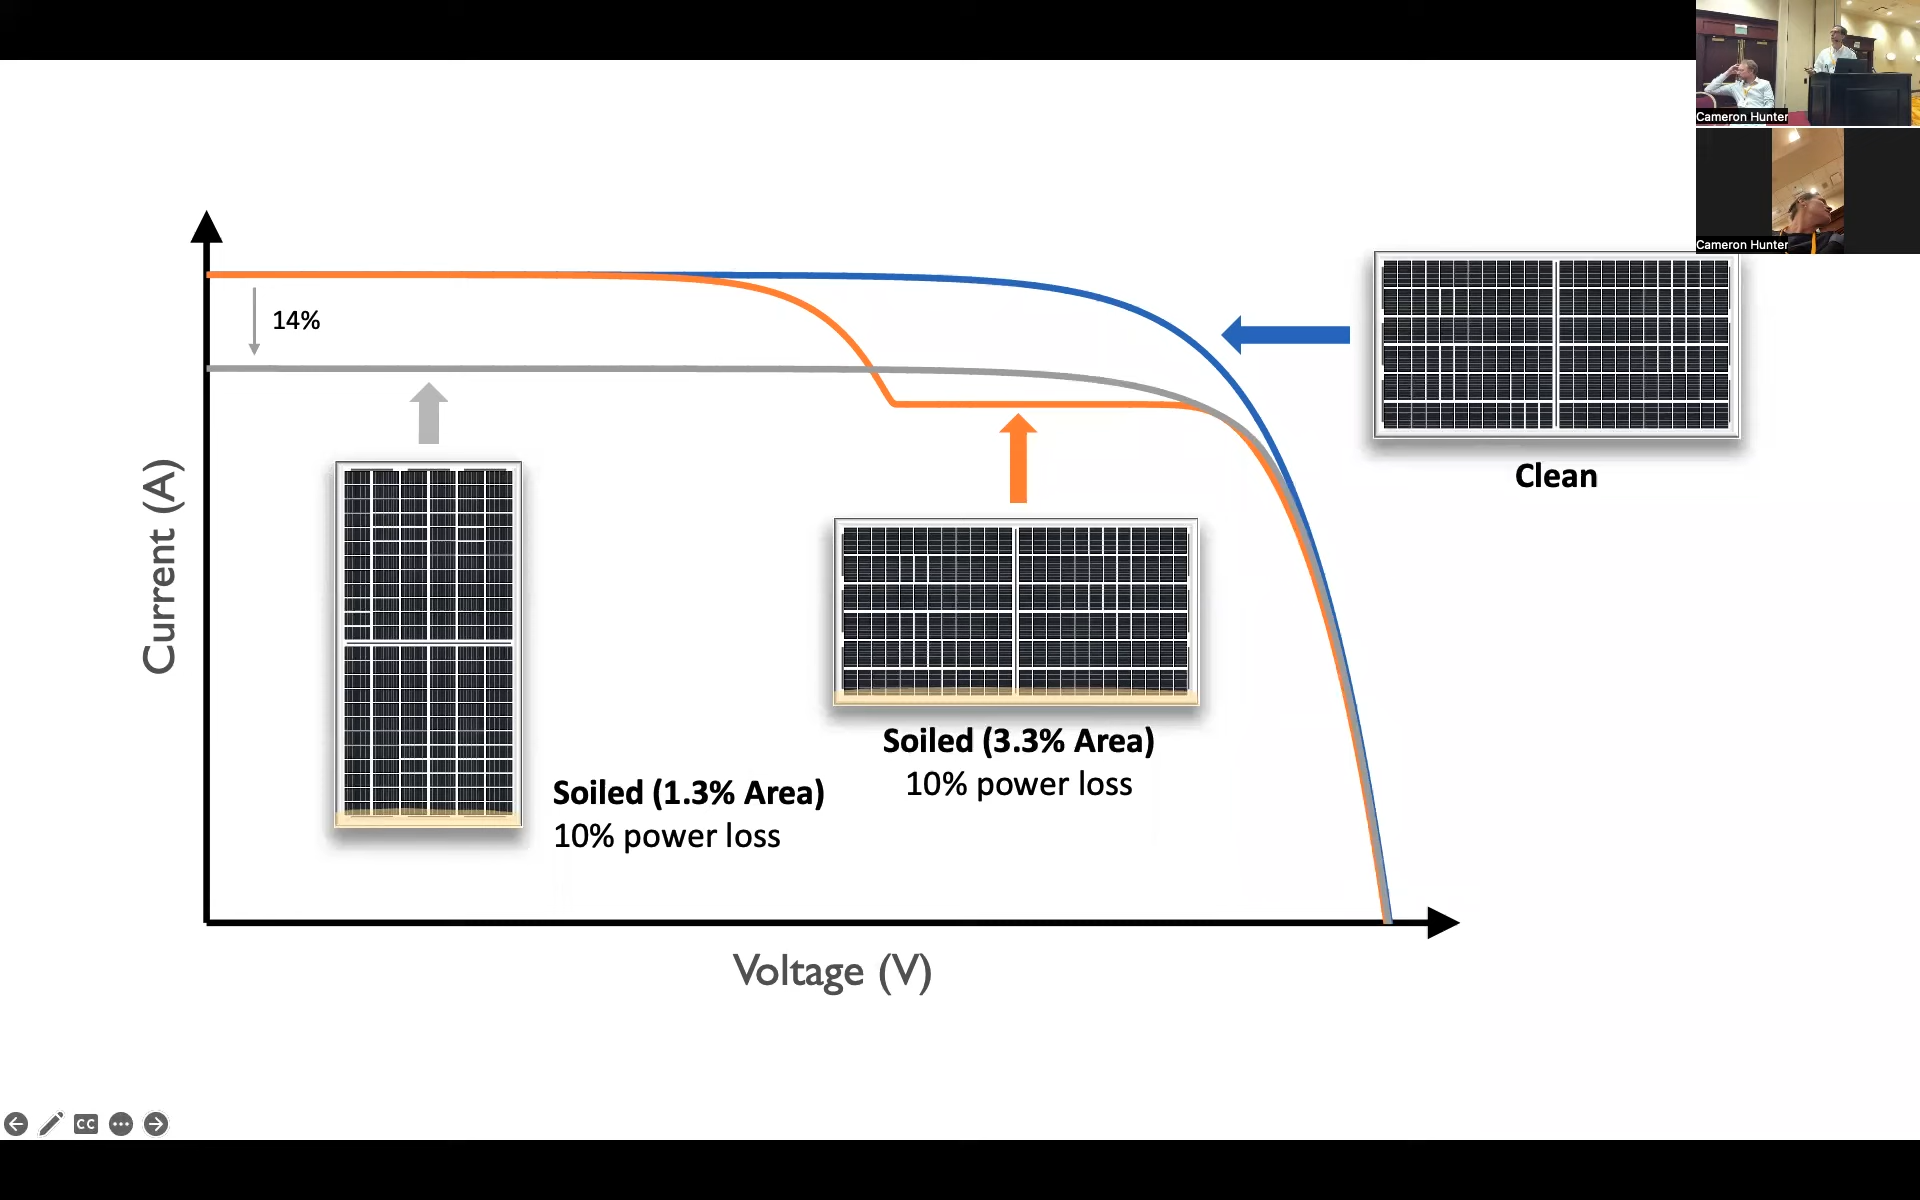 Cameron Hunter
Cameron Hunter
14%
Clean
Current (A)
Soiled (3.3% Area)
10% power loss
Soiled (1.3% Area)
10% power loss
Voltage (V)
CC